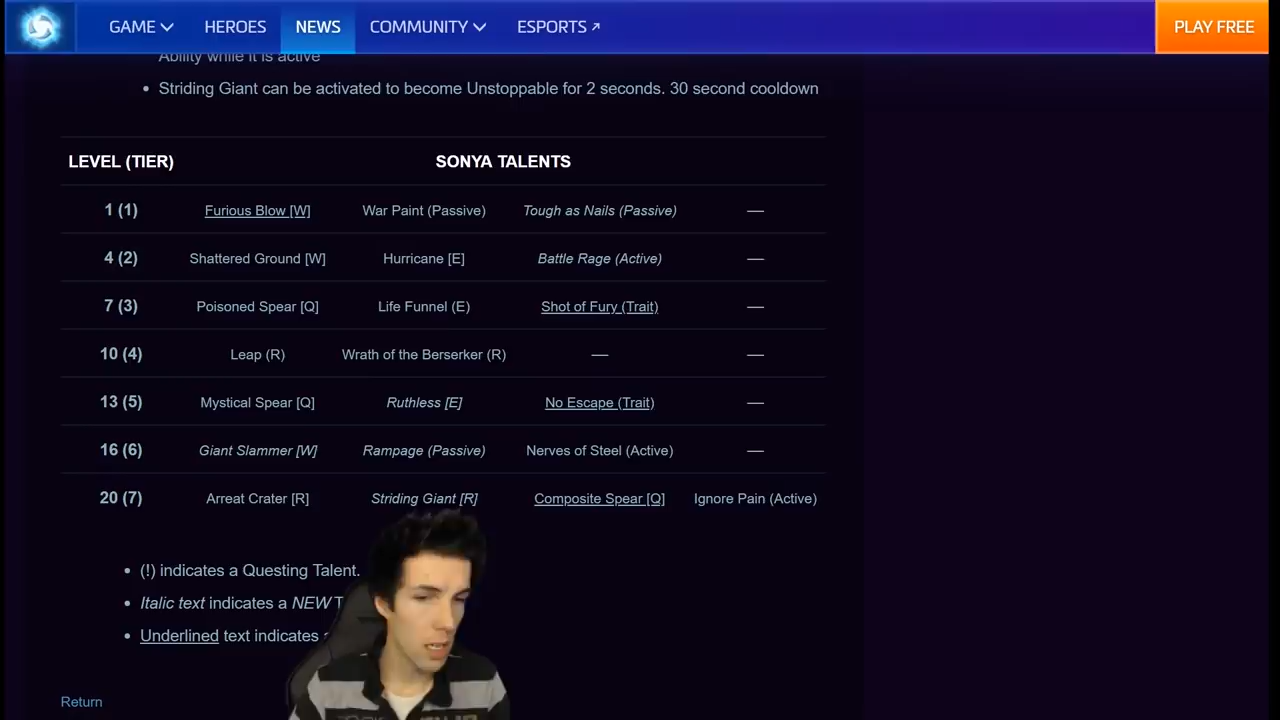 GAME HEROES NEWS COMMUNITY ESPORTS PLAY FREE
Ability while it is active
Striding Giant can be activated to become Unstoppable for 2 seconds. 30 second cooldown
LEVEL (TIER) SONYA TALENTS
1 (1) Furious Blow [W] War Paint (Passive) Tough as Nails (Passive) —
4 (2) Shattered Ground [W] Hurricane [E] Battle Rage (Active) —
7 (3) Poisoned Spear [Q] Life Funnel (E) Shot of Fury (Trait) —
10 (4) Leap (R) Wrath of the Berserker (R) — —
13 (5) Mystical Spear [Q] Ruthless [E] No Escape (Trait) —
16 (6) Giant Slammer [W] Rampage (Passive) Nerves of Steel (Active) —
20 (7) Arreat Crater [R] Striding Giant [R] Composite Spear [Q] Ignore Pain (Active)
(!) indicates a Questing Talent.
Italic text indicates a NEW T
Underlined text indicates
Return